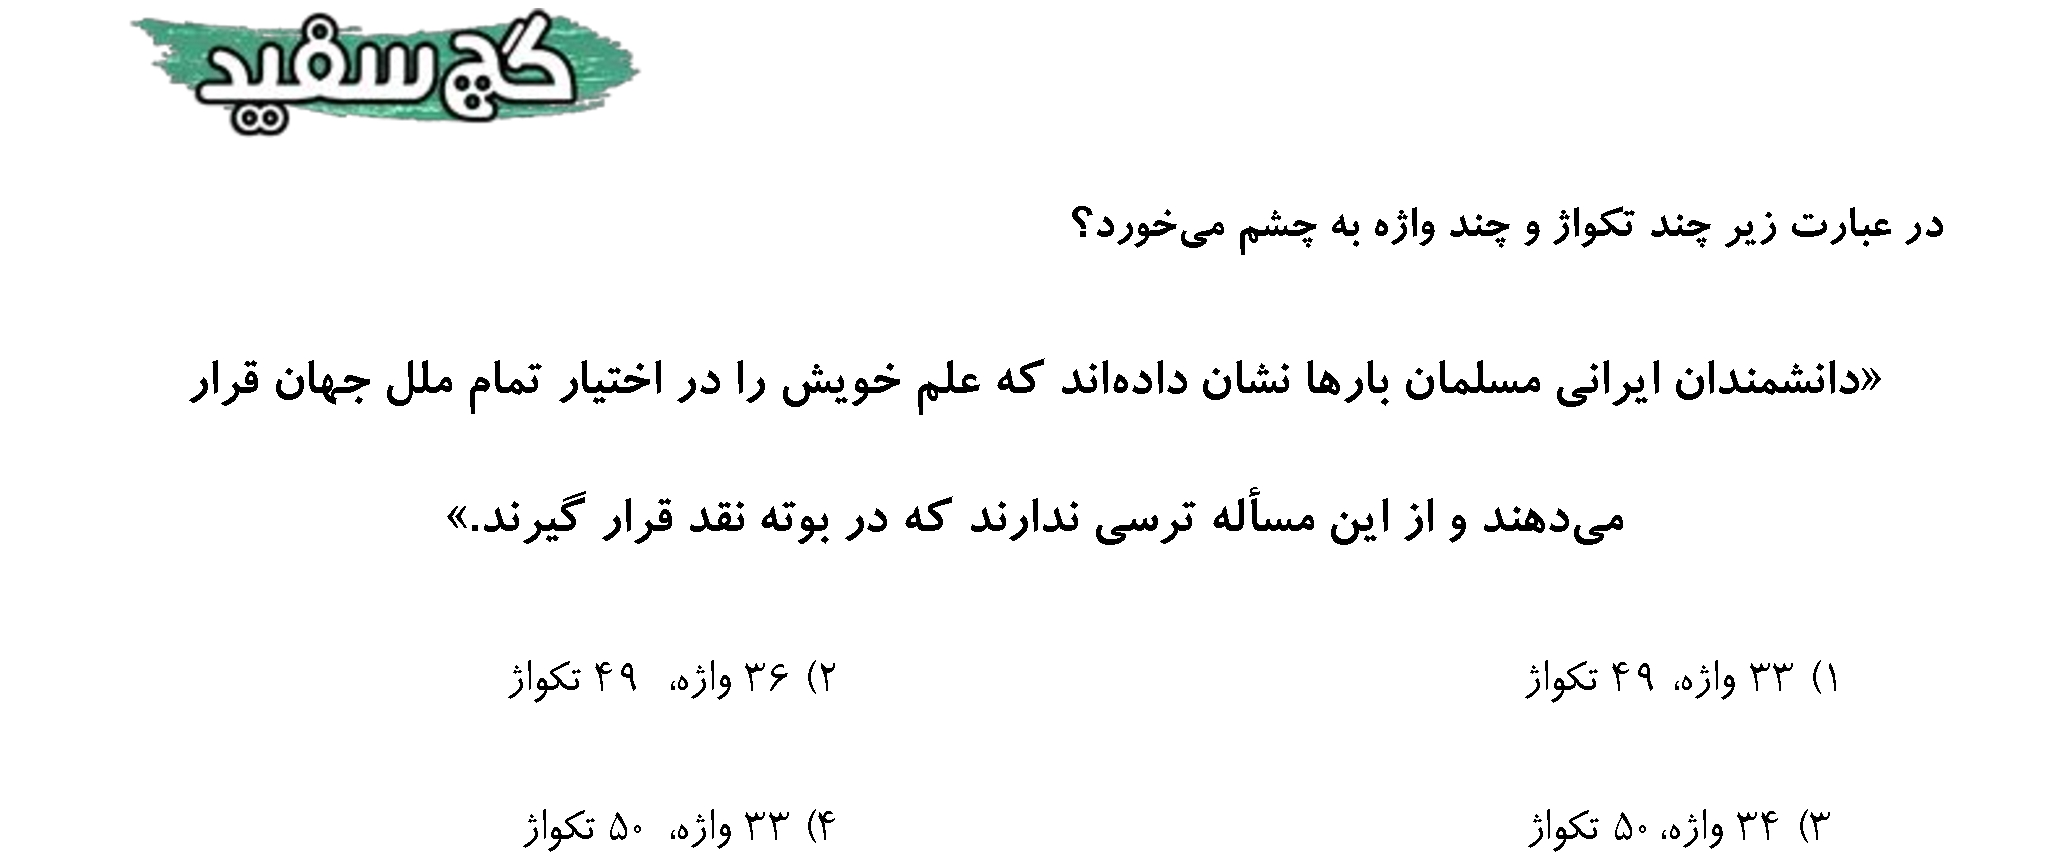 گچ سفید
در عبارت زیر چند تکواژ و چند واژه به چشم می‌خورد؟
«دانشمندان ایرانی مسلمان بارها نشان داده‌اند که علم خویش را در اختیار تمام ملل جهان قرار
می‌دهند و از این مسأله ترسی ندارند که در بوته نقد قرار گیرند.»
۱) ۳۳ واژه، ۴۹ تکواژ
۲) ۳۶ واژه، ۴۹ تکواژ
۳) ۳۴ واژه، ۵۰ تکواژ
۴) ۳۳ واژه، ۵۰ تکواژ